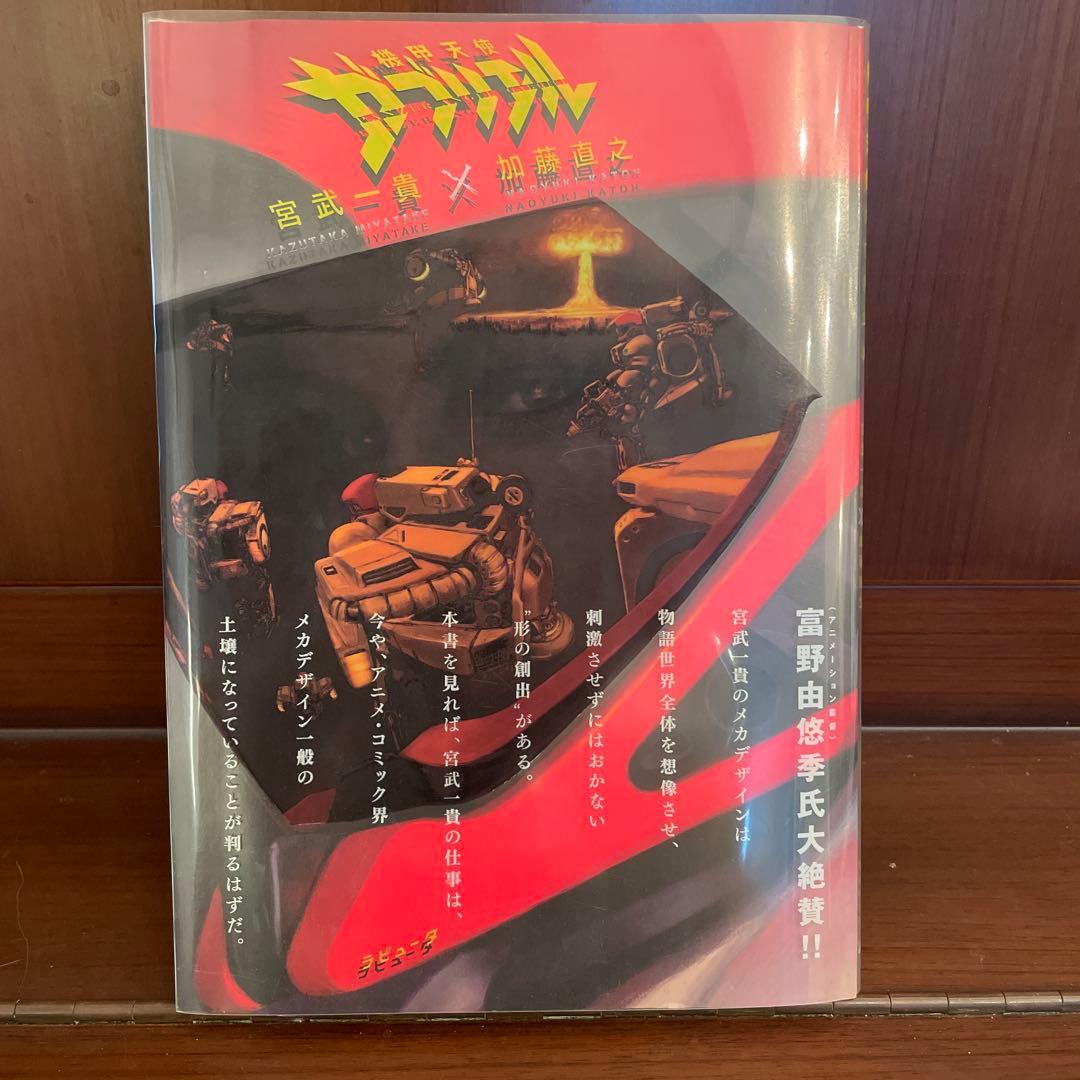 機甲天使
ガブリエル
宮武一貴×加藤直之
KAZUTAKA MIYATAKE
NAOYUKI KATOH
(アニメーション監督)
富野由悠季氏大絶賛!!
宮武一貴のメカデザインは
物語世界全体を想像させ、
刺激させずにはおかない
"形の創出"がある。
本書を見れば、宮武一貴の仕事は、
今や、アニメ・コミック界
メカデザイン一般の
土壌になっていることが判るはずだ。
ラピュータ